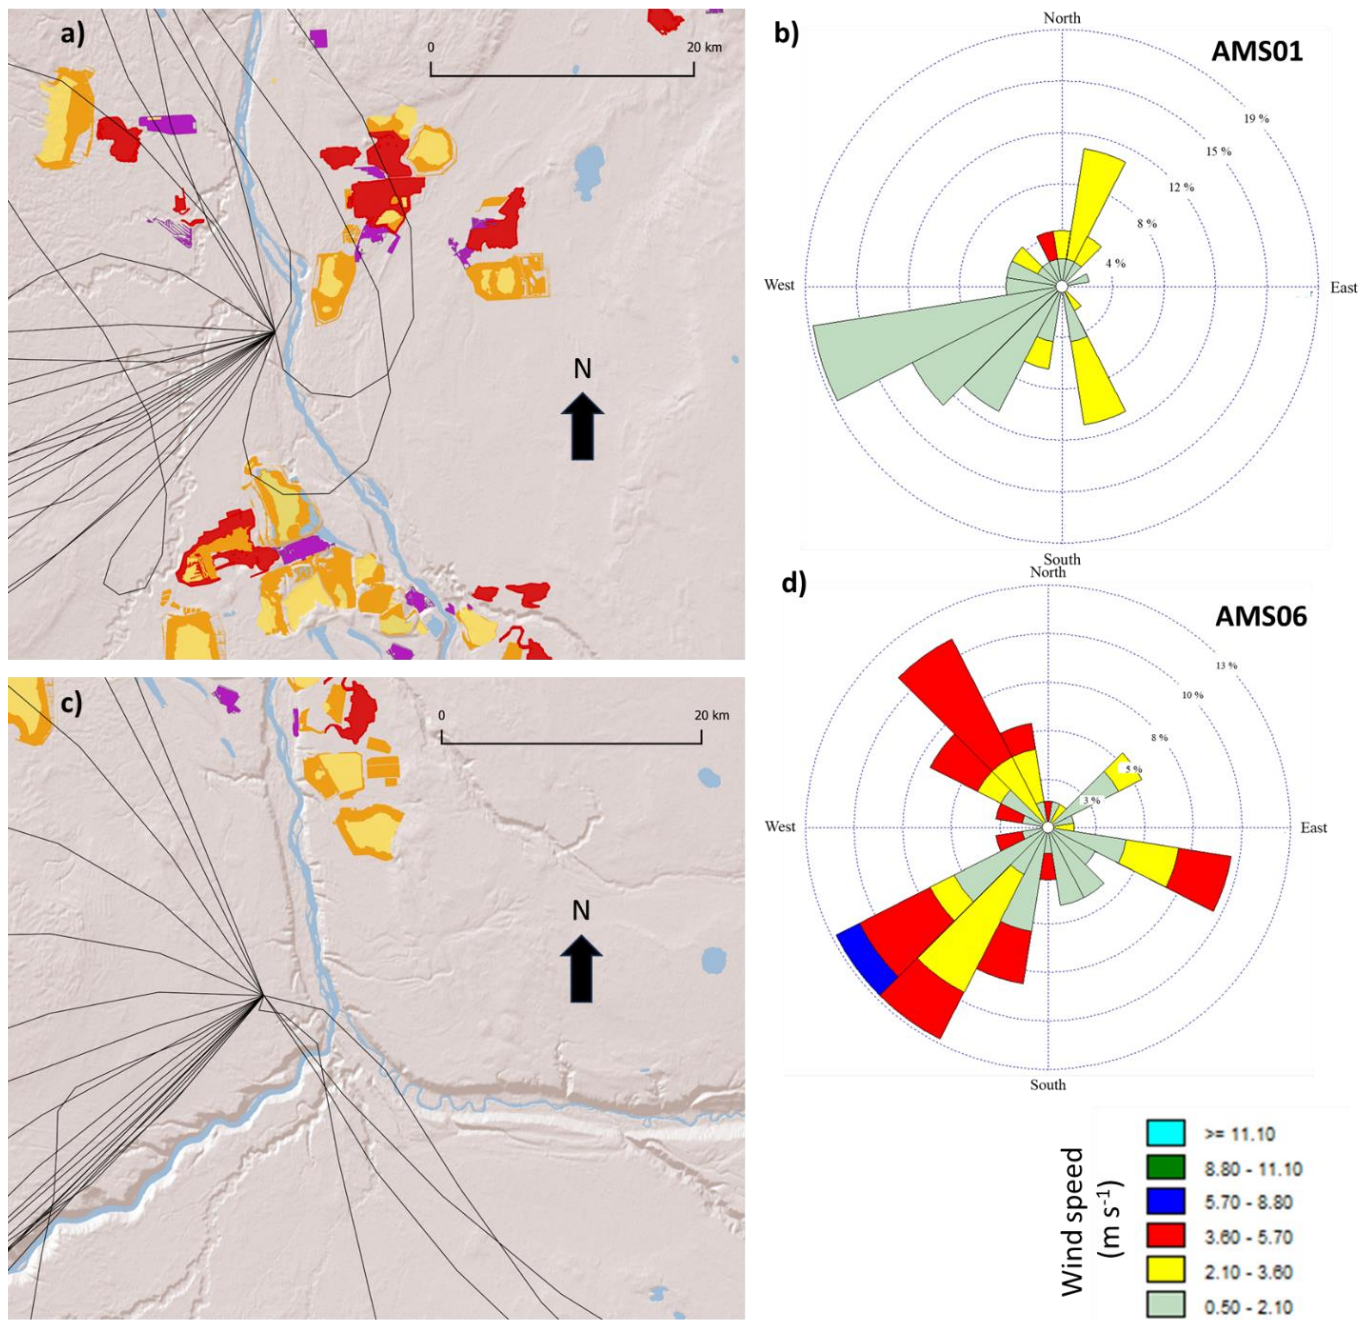 a)
0
20 km
N
b)
North
AMS01
19 %
15 %
12 %
8 %
4 %
West
East
South
c)
0
20 km
N
d)
North
AMS06
13 %
10 %
8 %
5 %
3 %
West
East
South
Wind speed
(m s-1)
>= 11.10
8.80 - 11.10
5.70 - 8.80
3.60 - 5.70
2.10 - 3.60
0.50 - 2.10